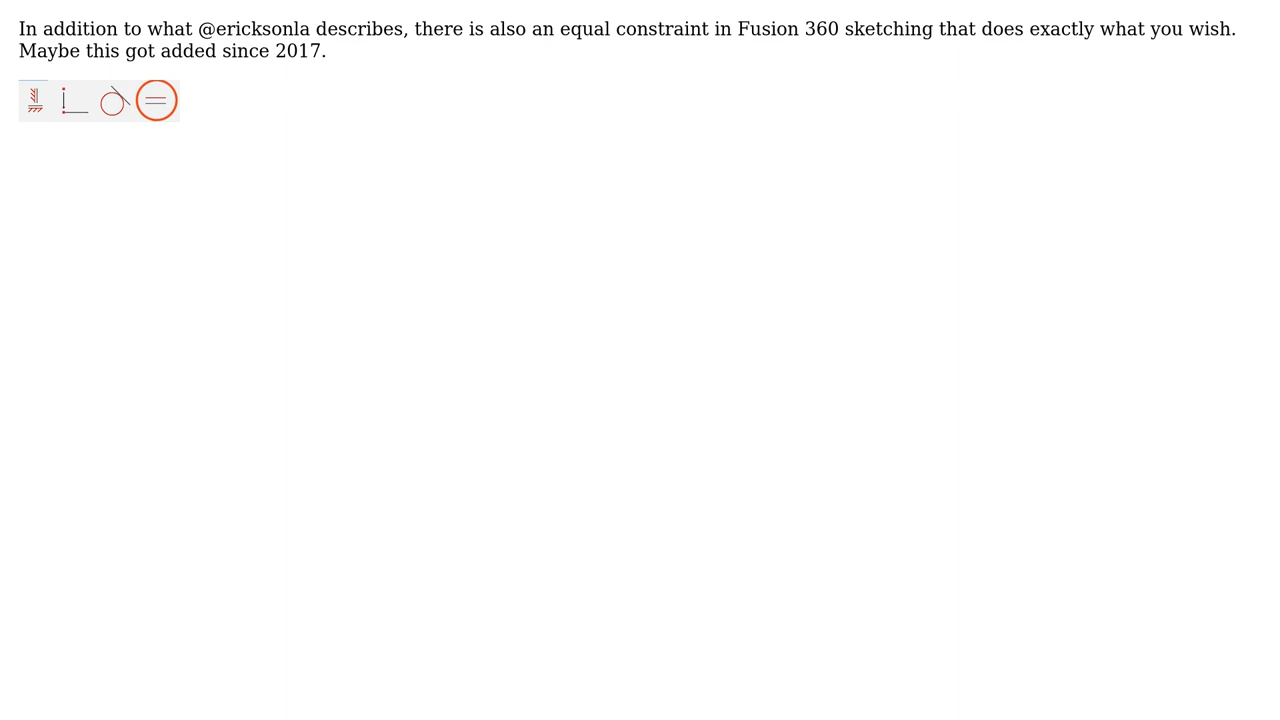 In addition to what @ericksonla describes, there is also an equal constraint in Fusion 360 sketching that does exactly what you wish.
Maybe this got added since 2017.